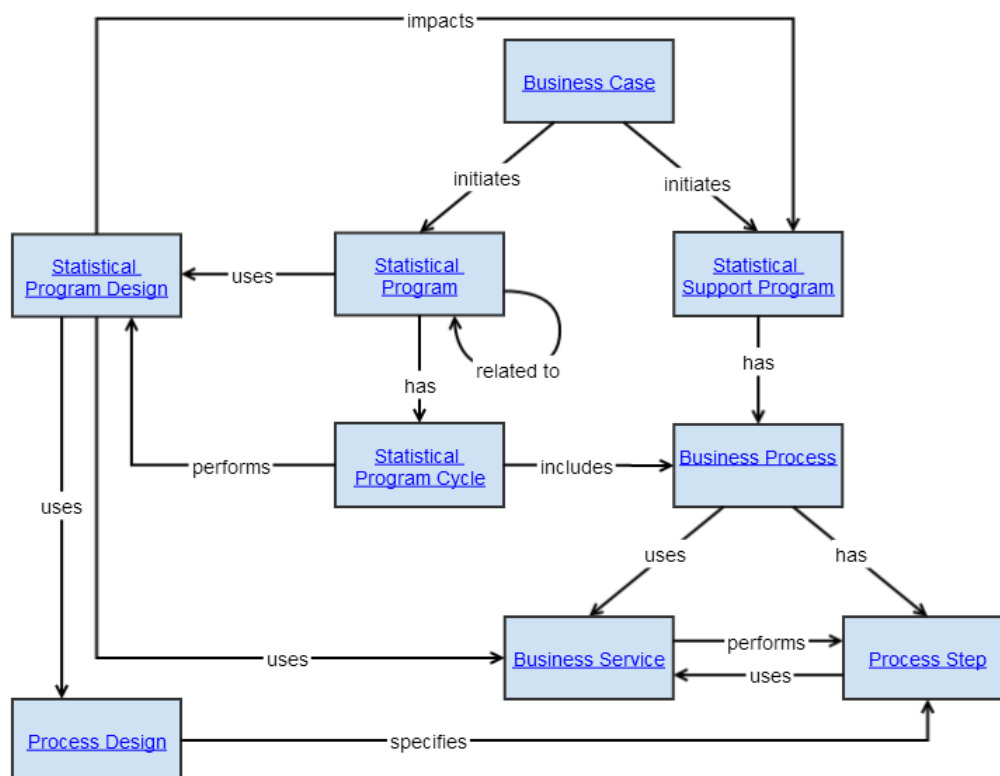 impacts
Business Case
initiates
initiates
Statistical
Program Design
uses
Statistical
Program
Statistical
Support Program
related to
has
has
performs
Statistical
Program Cycle
includes
Business Process
uses
uses
has
uses
Business Service
performs
uses
Process Step
Process Design
specifies